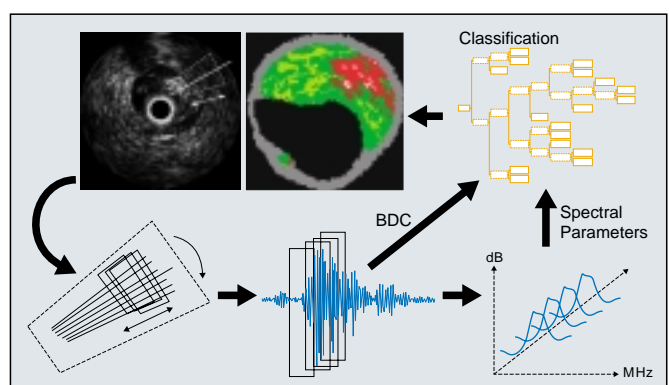 Classification
BDC
Spectral
Parameters
dB
MHz